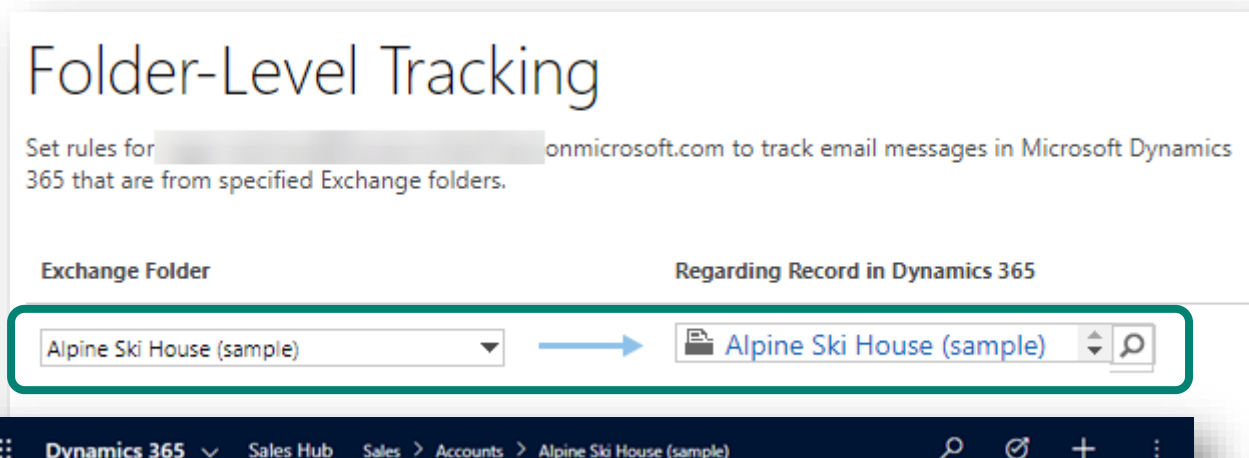 Folder-Level Tracking
Set rules for onmicrosoft.com to track email messages in Microsoft Dynamics
365 that are from specified Exchange folders.
Exchange Folder Regarding Record in Dynamics 365
Alpine Ski House (sample) Alpine Ski House (sample)
Dynamics 365 Sales Hub Sales > Accounts > Alpine Ski House (sample)